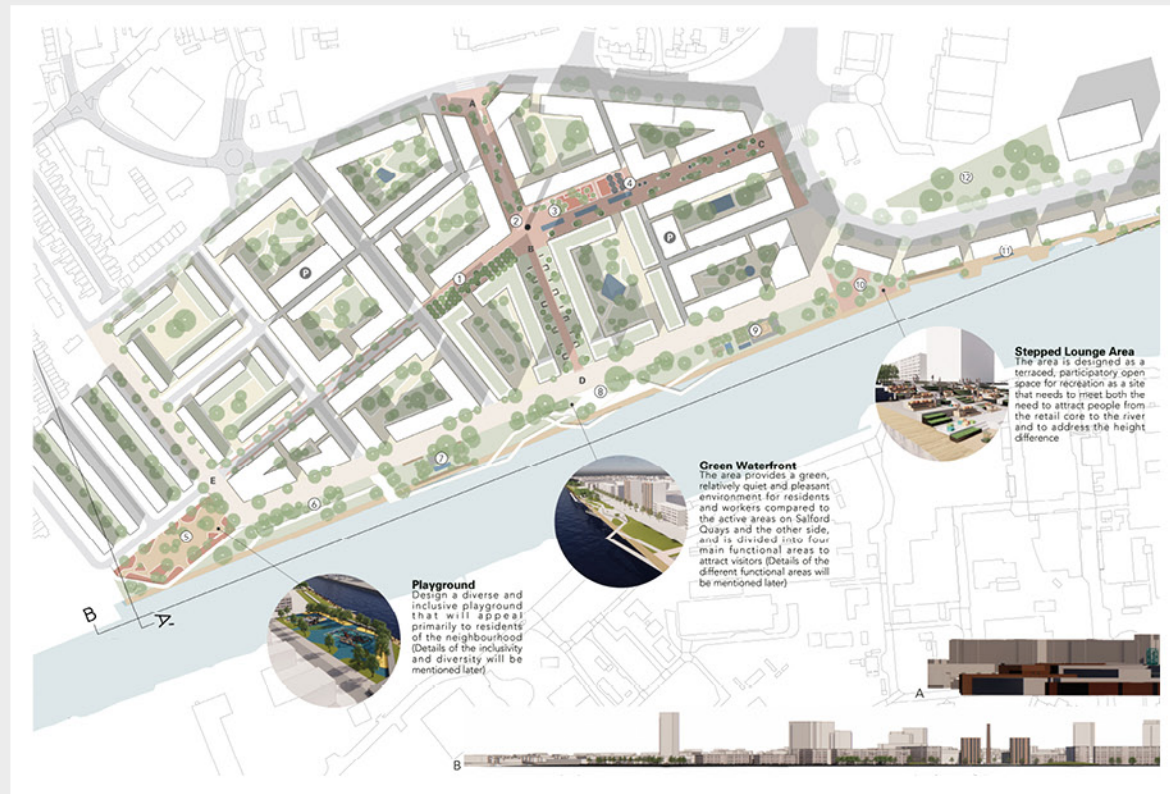 A
C
12
4
3
2
P
B
P
11
1
10
9
D
8
7
E
6
5
Stepped Lounge Area
The area is designed as a
terraced, participatory open
space for recreation as a site
that needs to meet both the
need to attract people from
the retail core to the river
and to address the height
difference
Green Waterfront
The area provides a green,
relatively quiet and pleasant
environment for residents
and workers compared to
the active areas on Salford
Quays and the other side,
and is divided into four
main functional areas to
attract visitors (Details of the
different functional areas will
be mentioned later)
Playground
Design a diverse and
inclusive playground
that will appeal
primarily to residents
of the neighbourhood
(Details of the inclusivity
and diversity will be
mentioned later)
B
A'
A
B